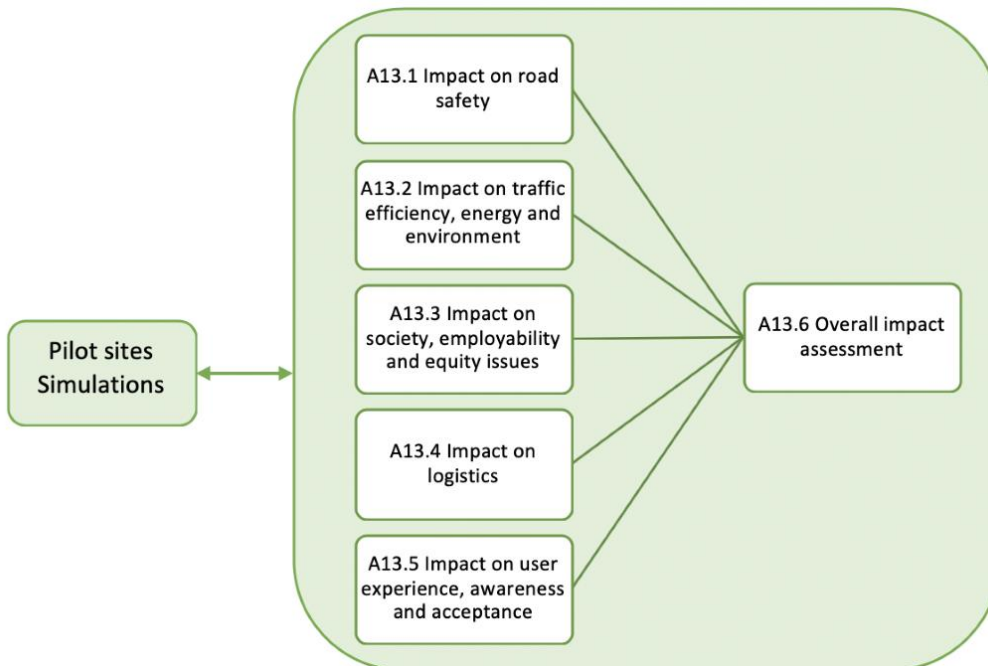 Pilot sites
Simulations
A13.1 Impact on road
safety
A13.2 Impact on traffic
efficiency, energy and
environment
A13.3 Impact on
society, employability
and equity issues
A13.4 Impact on
logistics
A13.5 Impact on user
experience, awareness
and acceptance
A13.6 Overall impact
assessment